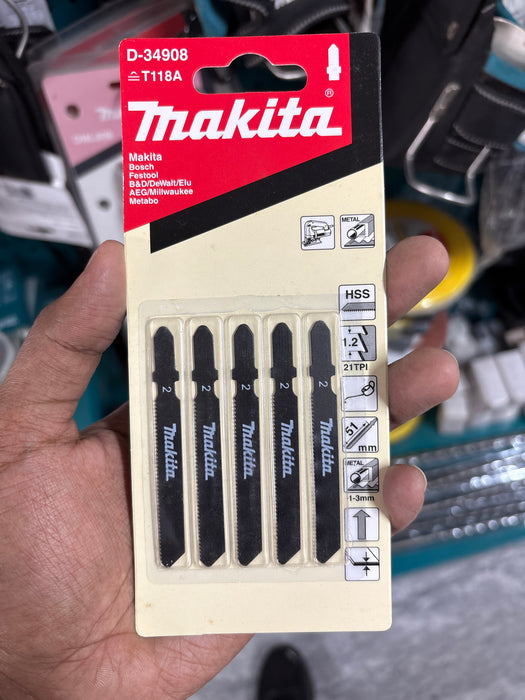 D-34908
≙T118A
makita®
Makita
Bosch
Festool
B&D/DeWalt/Elu
AEG/Millwaukee
Metabo
METAL
HSS
1.2
21TPI
51
mm
METAL
1-3mm
2
makita
2
makita
2
makita
2
makita
2
makita